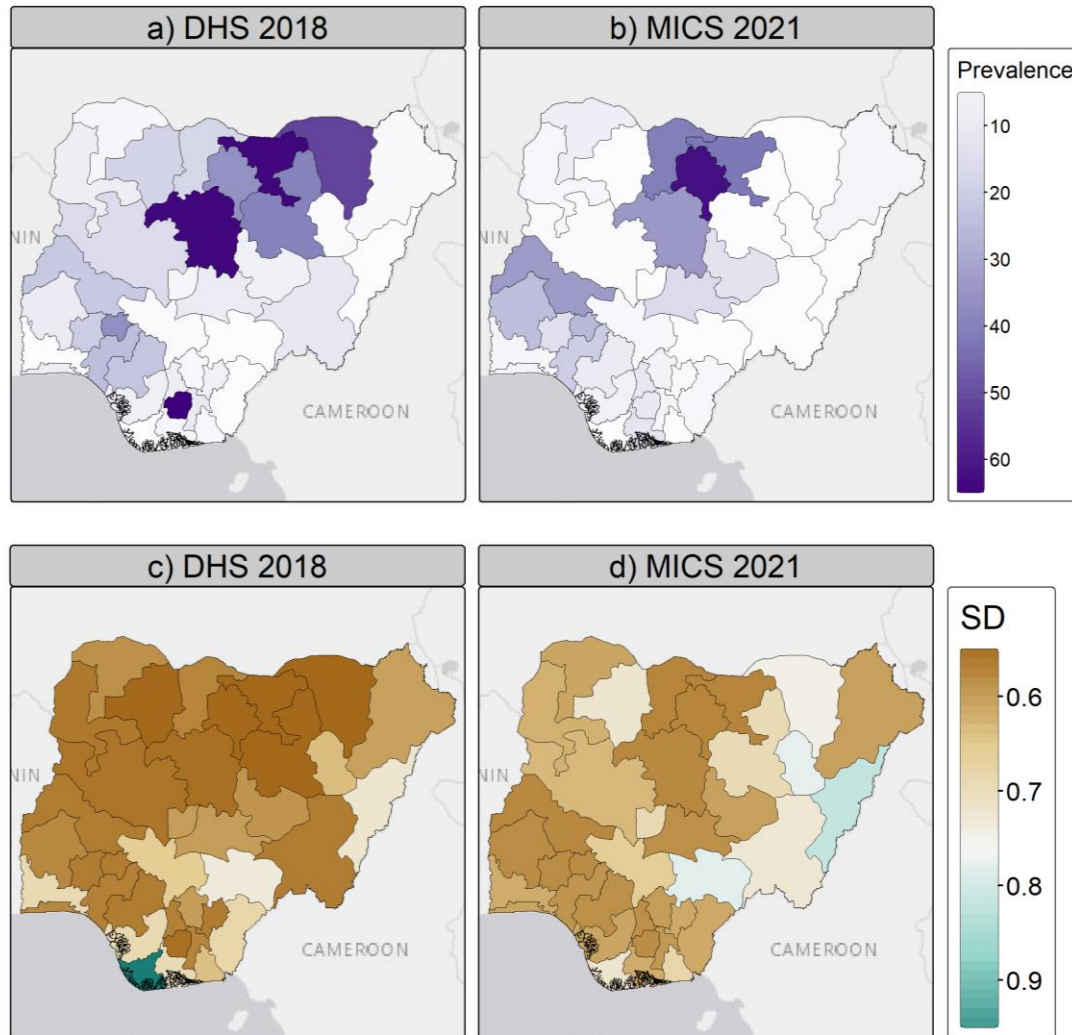 a) DHS 2018
b) MICS 2021
Prevalence
10
20
30
40
50
60
NIN
CAMEROON
CAMEROON
c) DHS 2018
d) MICS 2021
SD
0.6
0.7
0.8
0.9
NIN
NIN
CAMEROON
CAMEROON